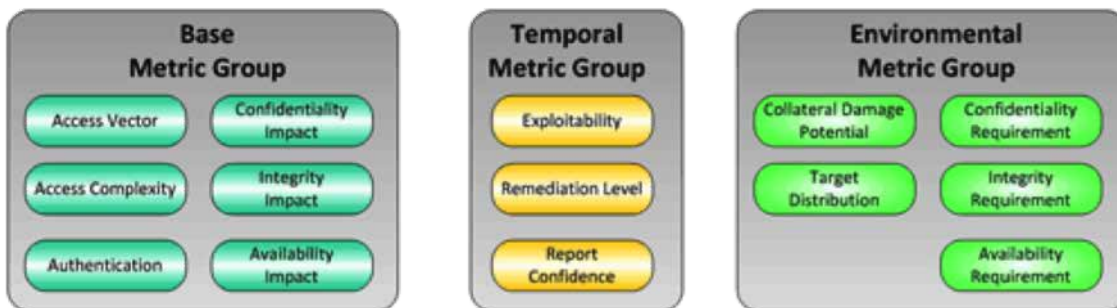 Base
Metric Group
Access Vector
Confidentiality
Impact
Access Complexity
Integrity
Impact
Authentication
Availability
Impact
Temporal
Metric Group
Exploitability
Remediation Level
Report
Confidence
Environmental
Metric Group
Collateral Damage
Potential
Confidentiality
Requirement
Target
Distribution
Integrity
Requirement
Availability
Requirement